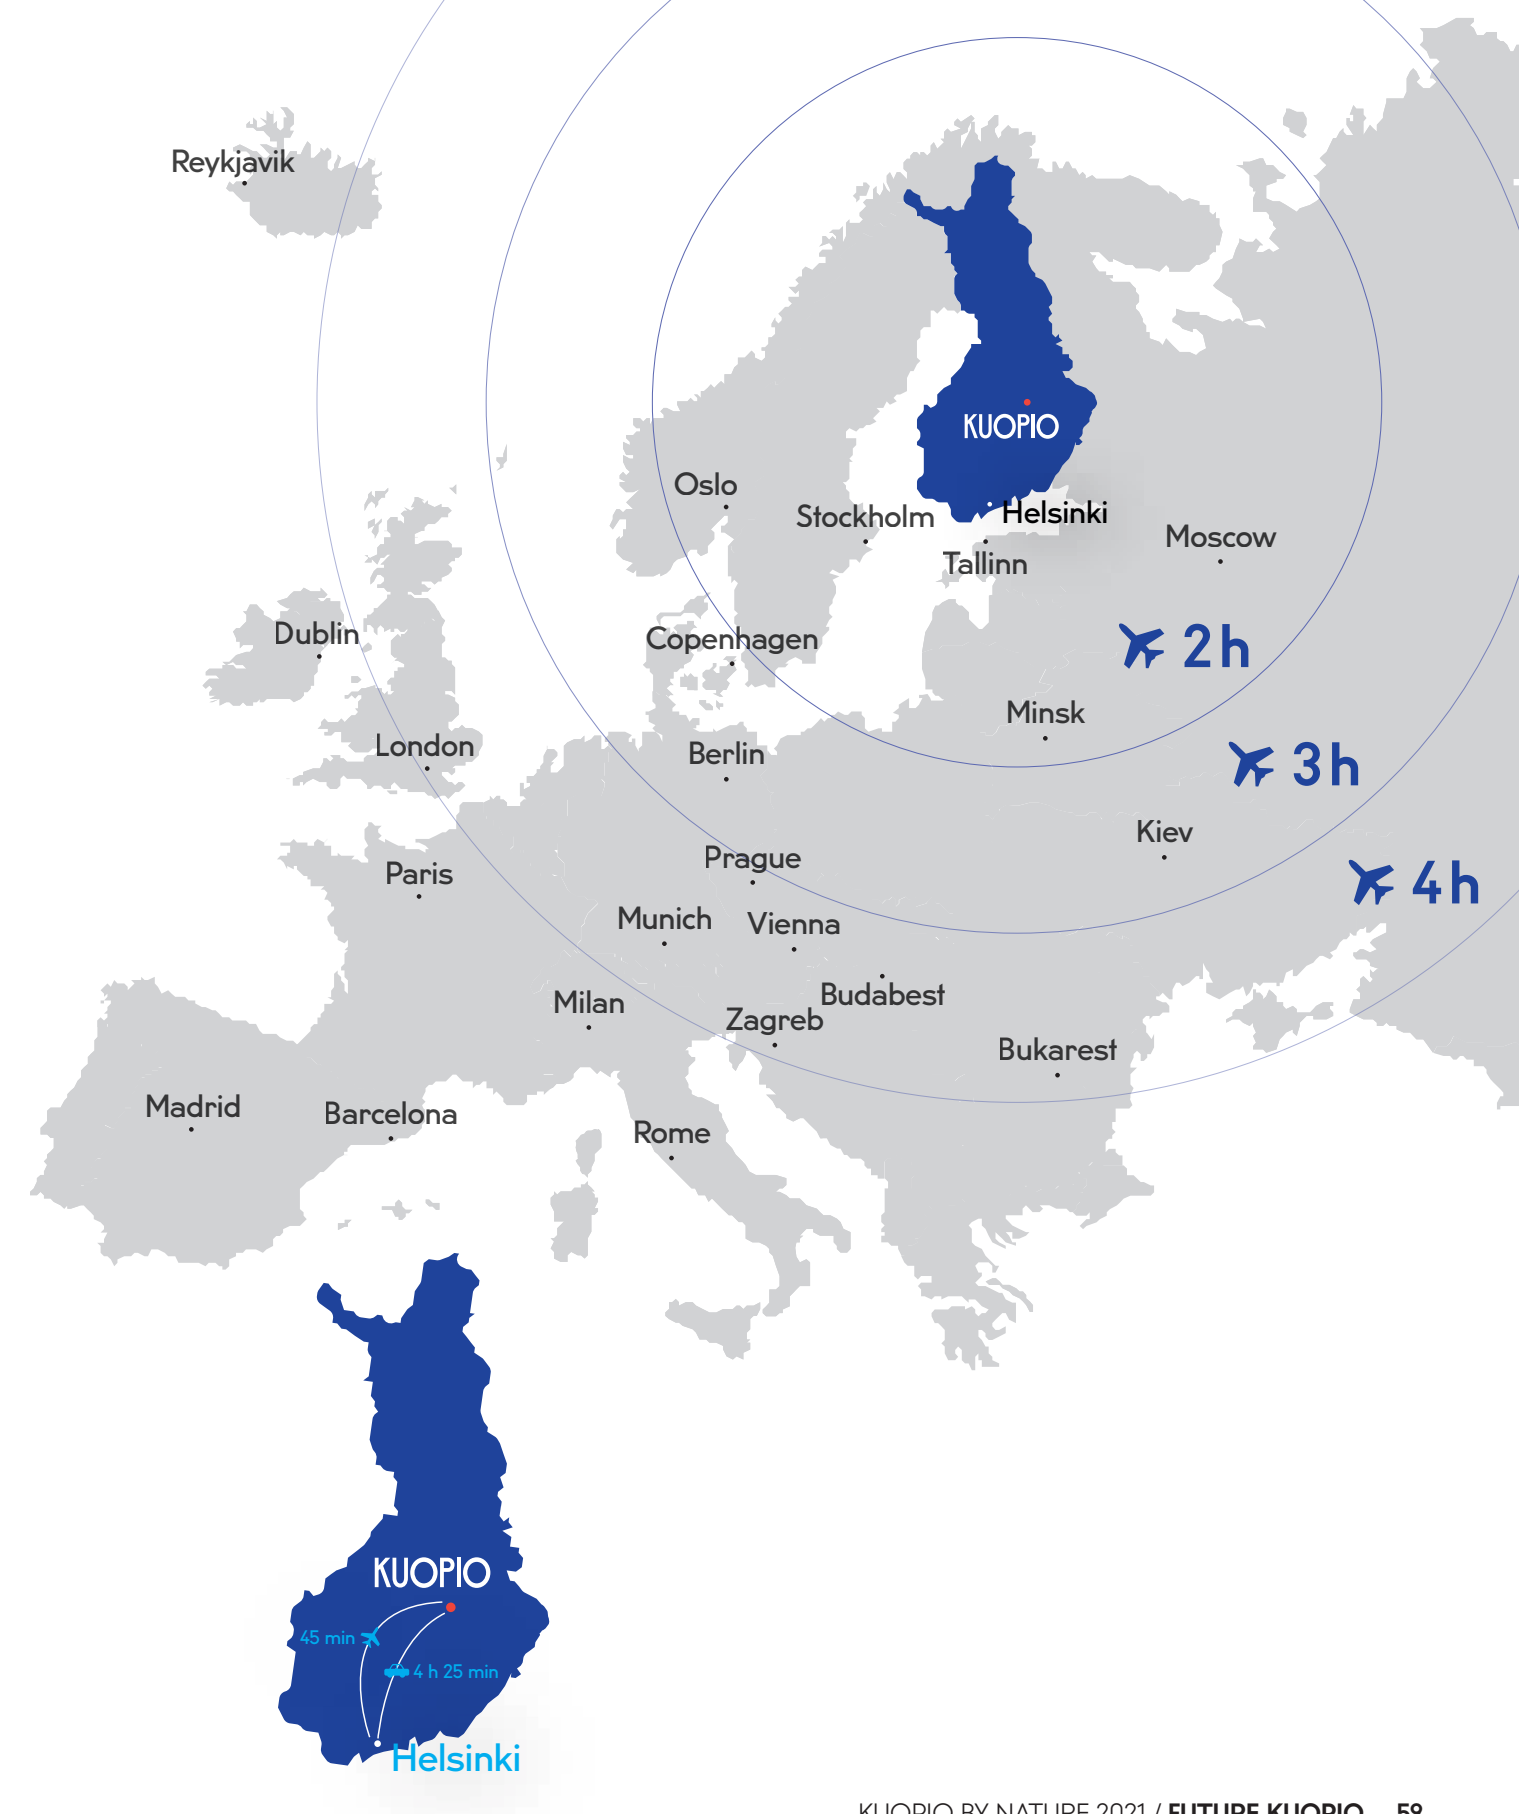 Reykjavik
KUOPIO
Oslo
Stockholm
Helsinki
Moscow
Tallinn
Dublin
Copenhagen
2h
Minsk
London
Berlin
3h
Kiev
Prague
Paris
4h
Munich
Vienna
Budabest
Milan
Zagreb
Bukarest
Madrid
Barcelona
Rome
KUOPIO
45 min
4 h 25 min
Helsinki
KUOPIO BY NATURE 2021 / FUTURE KUOPIO 59